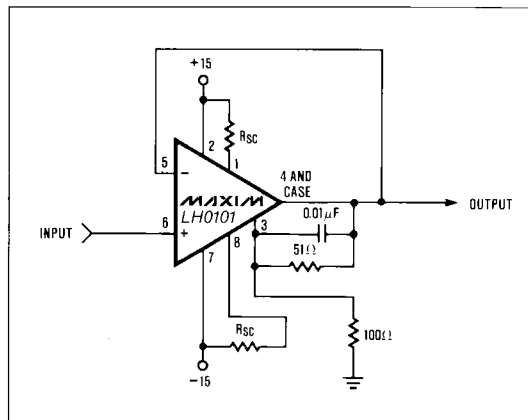 +15
RSC
5
2
1
−
MAXIM
LH0101
4 AND
CASE
OUTPUT
0.01μF
3
INPUT
6
+
8
7
51Ω
RSC
100Ω
−15